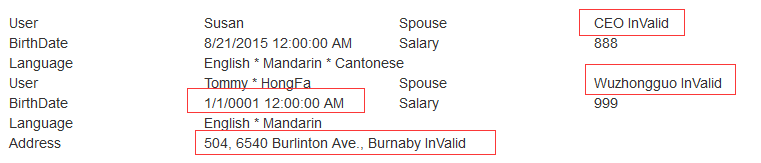 User Susan Spouse CEO InValid
BirthDate 8/21/2015 12:00:00 AM Salary 888
Language English * Mandarin * Cantonese
User Tommy * HongFa Spouse Wuzhongguo InValid
BirthDate 1/1/0001 12:00:00 AM Salary 999
Language English * Mandarin
Address 504, 6540 Burlinton Ave., Burnaby InValid